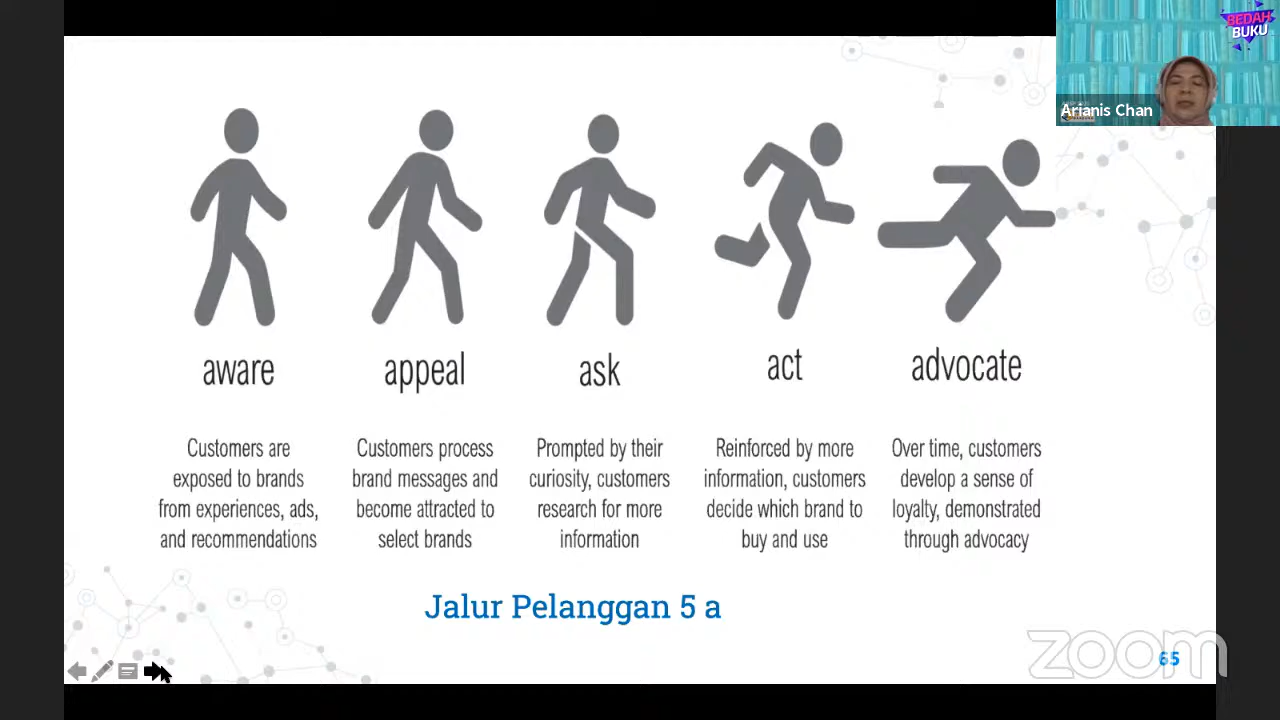 BEDAH
BUKU
Arianis Chan
aware
appeal
ask
act
advocate
Customers are
exposed to brands
from experiences, ads,
and recommendations
Customers process
brand messages and
become attracted to
select brands
Prompted by their
curiosity, customers
research for more
information
Reinforced by more
information, customers
decide which brand to
buy and use
Over time, customers
develop a sense of
loyalty, demonstrated
through advocacy
Jalur Pelanggan 5 a
zoom
65